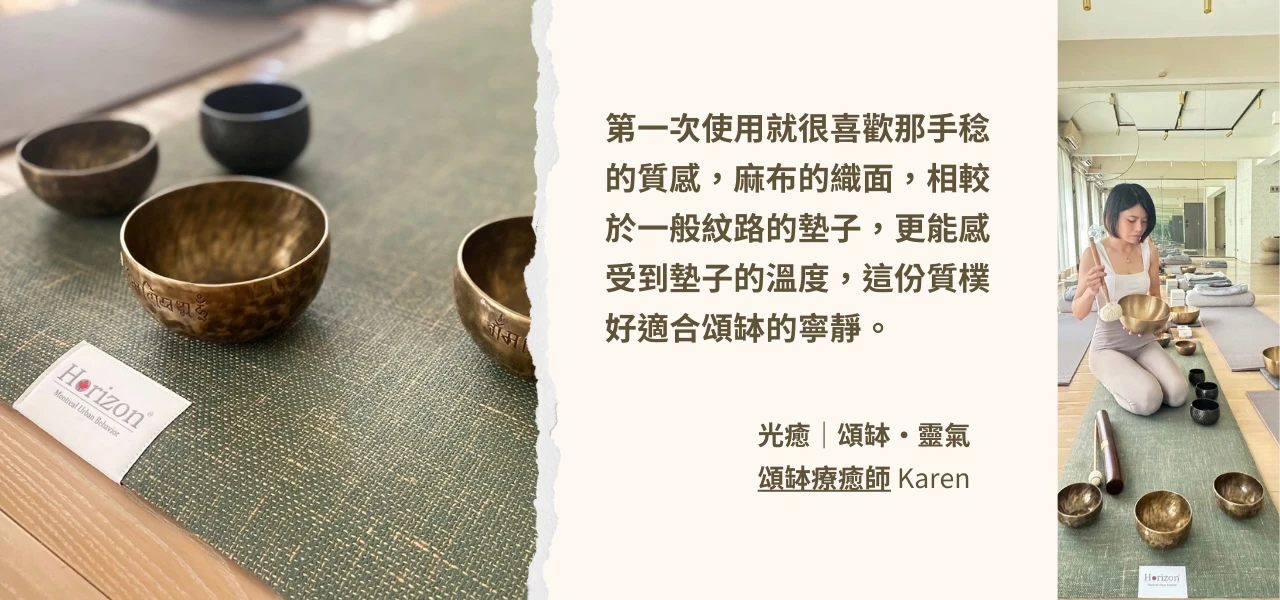 第一次使用就很喜歡那手稔
的質感，麻布的織面，相較
於一般紋路的墊子，更能感
受到墊子的溫度，這份質樸
好適合頌缽的寧靜。
光癒｜頌缽・靈氣
頌缽療癒師 Karen
Horizon®
Montreal Urban Behavior
Horizon